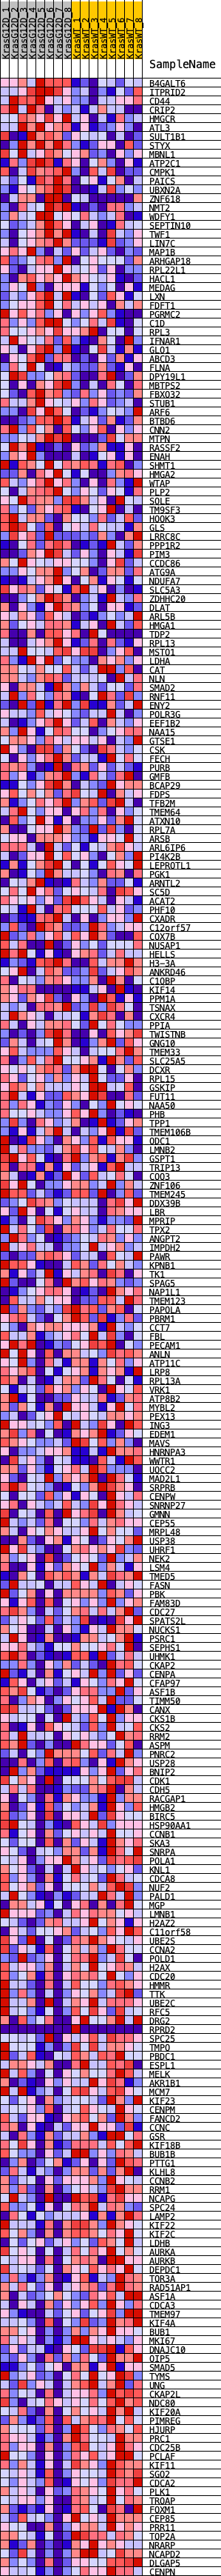 KrasG12D_1
KrasG12D_2
KrasG12D_3
KrasG12D_4
KrasG12D_5
KrasG12D_6
KrasG12D_7
KrasG12D_8
KrasWT_1
KrasWT_2
KrasWT_3
KrasWT_4
KrasWT_5
KrasWT_6
KrasWT_7
KrasWT_8
SampleName
B4GALT6
ITPRID2
CD44
CRIP2
HMGCR
ATL3
SULT1B1
STYX
MBNL1
ATP2C1
CMPK1
PAICS
UBXN2A
ZNF618
NMT2
WDFY1
SEPTIN10
TWF1
LIN7C
MAP1B
ARHGAP18
RPL22L1
HACL1
MEDAG
LXN
FDFT1
PGRMC2
C1D
RPL3
IFNAR1
GLO1
ABCD3
FLNA
DPY19L1
MBTPS2
FBXO32
STUB1
ARF6
BTBD6
CNN2
MTPN
RASSF2
ENAH
SHMT1
HMGA2
WTAP
PLP2
SQLE
TM9SF3
HOOK3
GLS
LRRC8C
PPP1R2
PIM3
CCDC86
ATG9A
NDUFA7
SLC5A3
ZDHHC20
DLAT
ARL5B
HMGA1
TDP2
RPL13
MSTO1
LDHA
CAT
NLN
SMAD2
RNF11
ENY2
POLR3G
EEF1B2
NAA15
GTSE1
CSK
FECH
PURB
GMFB
BCAP29
FDPS
TFB2M
TMEM64
ATXN10
RPL7A
ARSB
ARL6IP6
PI4K2B
LEPROTL1
PGK1
ARNTL2
SC5D
ACAT2
PHF10
CXADR
C12orf57
COX7B
NUSAP1
HELLS
H3-3A
ANKRD46
C1QBP
KIF14
PPM1A
TSNAX
CXCR4
PPIA
TWISTNB
GNG10
TMEM33
SLC25A5
DCXR
RPL15
GSKIP
FUT11
NAA50
PHB
TPP1
TMEM106B
ODC1
LMNB2
GSPT1
TRIP13
COQ3
ZNF106
TMEM245
DDX39B
LBR
MPRIP
TPX2
ANGPT2
IMPDH2
PAWR
KPNB1
TK1
SPAG5
NAP1L1
TMEM123
PAPOLA
PBRM1
CCT7
FBL
PECAM1
ANLN
ATP11C
LRP8
RPL13A
VRK1
ATP8B2
MYBL2
PEX13
ING3
EDEM1
MAVS
HNRNPA3
WWTR1
UQCC2
MAD2L1
SRPRB
CENPW
SNRNP27
GMNN
CEP55
MRPL48
USP38
UHRF1
NEK2
LSM4
TMED5
FASN
PBK
FAM83D
CDC27
SPATS2L
NUCKS1
PSRC1
SEPHS1
UHMK1
CKAP2
CENPA
CFAP97
ASF1B
TIMM50
CANX
CKS1B
CKS2
RRM2
ASPM
PNRC2
USP28
BNIP2
CDK1
CDH5
RACGAP1
HMGB2
BIRC5
HSP90AA1
CCNB1
SKA3
SNRPA
POLA1
KNL1
CDCA8
NUF2
PALD1
MGP
LMNB1
H2AZ2
C11orf58
UBE2S
CCNA2
POLD1
H2AX
CDC20
HMMR
TTK
UBE2C
RFC5
DRG2
RPRD2
SPC25
TMPO
PBDC1
ESPL1
MELK
AKR1B1
MCM7
KIF23
CENPM
FANCD2
CCNC
GSR
KIF18B
BUB1B
PTTG1
KLHL8
CCNB2
RRM1
NCAPG
SPC24
LAMP2
KIF22
KIF2C
LDHB
AURKA
AURKB
DEPDC1
TOR3A
RAD51AP1
ASF1A
CDCA3
TMEM97
KIF4A
BUB1
MKI67
DNAJC10
OIP5
SMAD5
TYMS
UNG
CKAP2L
NDC80
KIF20A
PIMREG
HJURP
PRC1
CDC25B
PCLAF
KIF11
SGO2
CDCA2
PLK1
TROAP
FOXM1
CEP85
PRR11
TOP2A
NRARP
NCAPD2
DLGAP5
CENPN